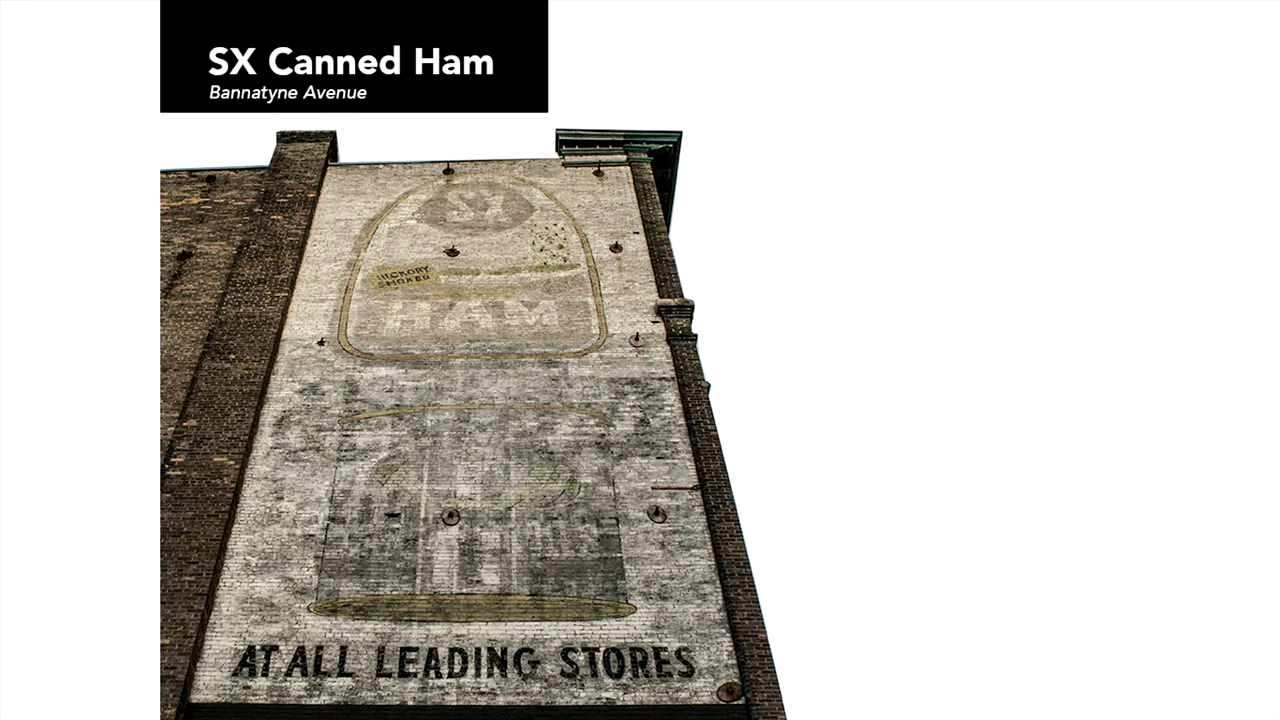 SX Canned Ham
Bannatyne Avenue
SX
HICKORY
SMOKED
HAM
AT ALL LEADING STORES